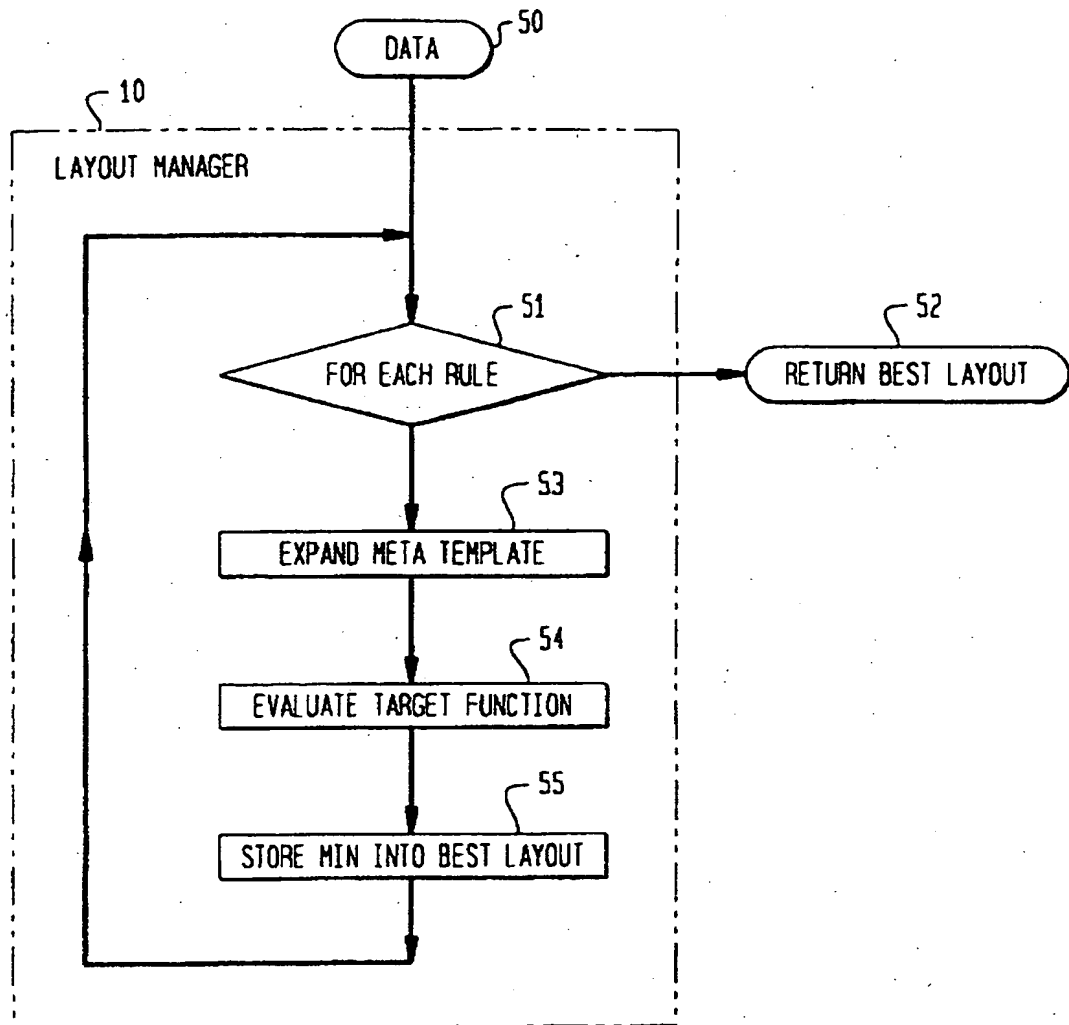 50
DATA
10
LAYOUT MANAGER
51
FOR EACH RULE
52
RETURN BEST LAYOUT
53
EXPAND META TEMPLATE
54
EVALUATE TARGET FUNCTION
55
STORE MIN INTO BEST LAYOUT